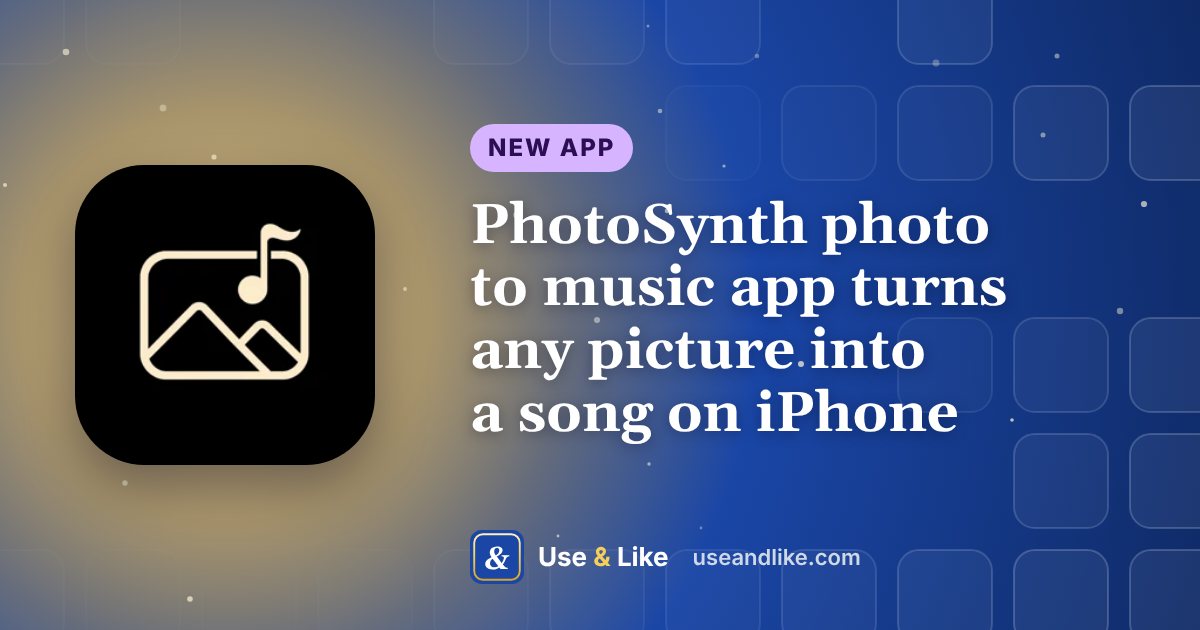 NEW APP
PhotoSynth photo
to music app turns
any picture into
a song on iPhone
& Use & Like useandlike.com